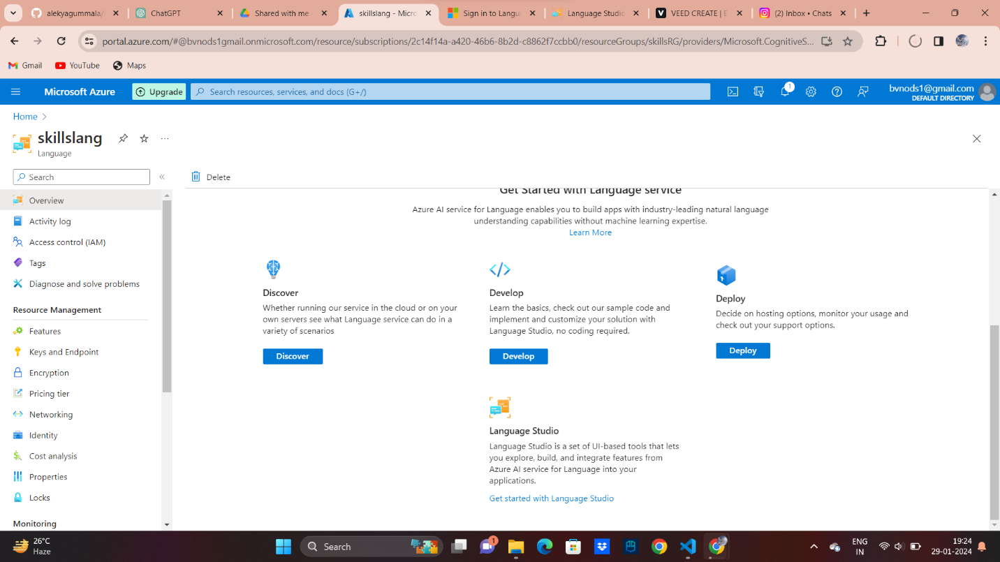 alekyagummala/
ChatGPT
Shared with me
skillslang - Micro
Sign in to Langua
Language Studio
VEED CREATE | E
(2) Inbox • Chats
portal.azure.com/#@bvnods1gmail.onmicrosoft.com/resource/subscriptions/2c14f14a-a420-46b6-8b2d-c8862f7ccbb0/resourceGroups/skillsRG/providers/Microsoft.CognitiveS...
Gmail
YouTube
Maps
Microsoft Azure
Upgrade
Search resources, services, and docs (G+/)
1
bvnods1@gmail.com
DEFAULT DIRECTORY
Home
skillslang
Language
Search
Delete
Overview
Activity log
Access control (IAM)
Tags
Diagnose and solve problems
Resource Management
Features
Keys and Endpoint
Encryption
Pricing tier
Networking
Identity
Cost analysis
Properties
Locks
Monitoring
Get Started with Language service
Azure AI service for Language enables you to build apps with industry-leading natural language
understanding capabilities without machine learning expertise.
Learn More
Discover
Whether running our service in the cloud or on your
own servers see what Language service can do in a
variety of scenarios
Discover
Develop
Learn the basics, check out our sample code and
implement and customize your solution with
Language Studio, no coding required.
Develop
Deploy
Decide on hosting options, monitor your usage and
check out your support options.
Deploy
Language Studio
Language Studio is a set of UI-based tools that lets
you explore, build, and integrate features from
Azure AI service for Language into your
applications.
Get started with Language Studio
26°C
Haze
Search
1
ENG
IN
19:24
29-01-2024